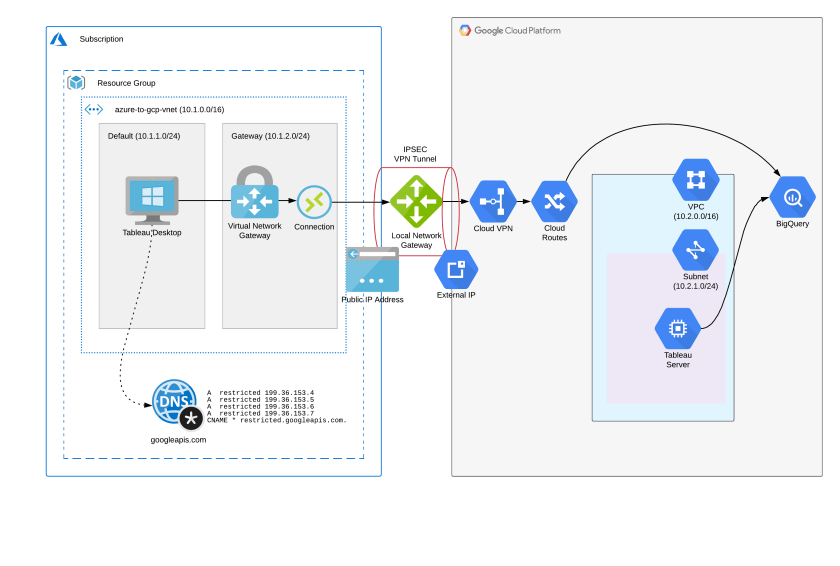 Subscription
Google Cloud Platform
Resource Group
azure-to-gcp-vnet (10.1.0.0/16)
Default (10.1.1.0/24)
Gateway (10.1.2.0/24)
IPSEC
VPN Tunnel
Tableau Desktop
Virtual Network
Gateway
Connection
Local Network
Gateway
Cloud VPN
Cloud
Routes
VPC
(10.2.0.0/16)
BigQuery
Subnet
(10.2.1.0/24)
Public IP Address
External IP
Tableau
Server
DNS
A restricted 199.36.153.4
A restricted 199.36.153.5
A restricted 199.36.153.6
A restricted 199.36.153.7
CNAME * restricted.googleapis.com.
googleapis.com